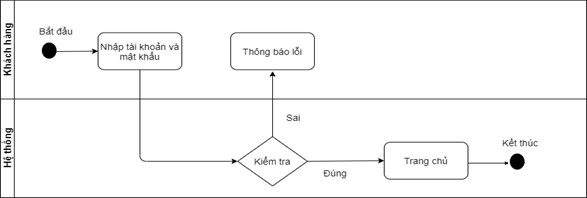 Khách hàng
Bắt đầu
Nhập tài khoản và
mật khẩu
Thông báo lỗi
Sai
Hệ thống
Kiểm tra
Đúng
Trang chủ
Kết thúc